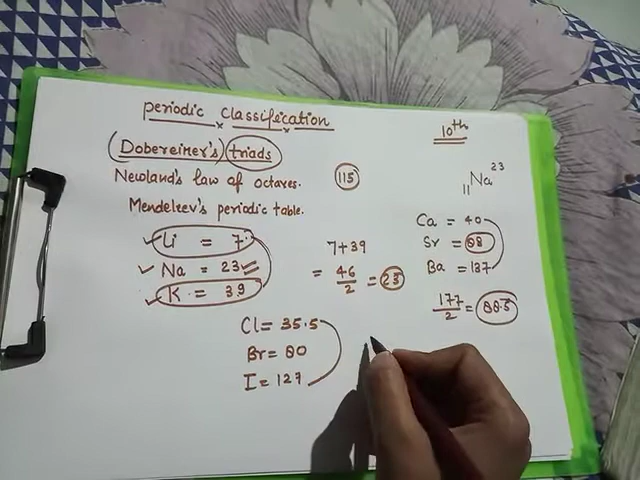 periodic classification
10th
(Dobereiner's) triads
Newland's law of octaves.
115
Mendeleev's periodic table.
11Na23
✓ Li = 7.
✓ Na = 23
✓ K = 39
7+39
= 46/2 = 23
Ca = 40
Sr = 88
Ba = 137
177/2 = 88.5
Cl = 35.5
Br = 80
I = 127